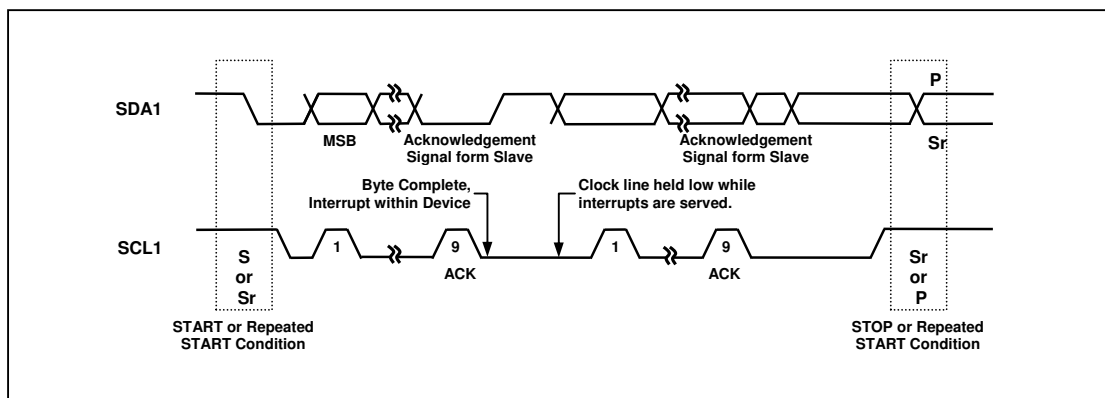 P
SDA1
MSB
Acknowledgement
Signal form Slave
Acknowledgement
Signal form Slave
Sr
Byte Complete,
Interrupt within Device
Clock line held low while
interrupts are served.
SCL1
1
9
1
9
ACK
ACK
S
or
Sr
Sr
or
P
START or Repeated
START Condition
STOP or Repeated
START Condition